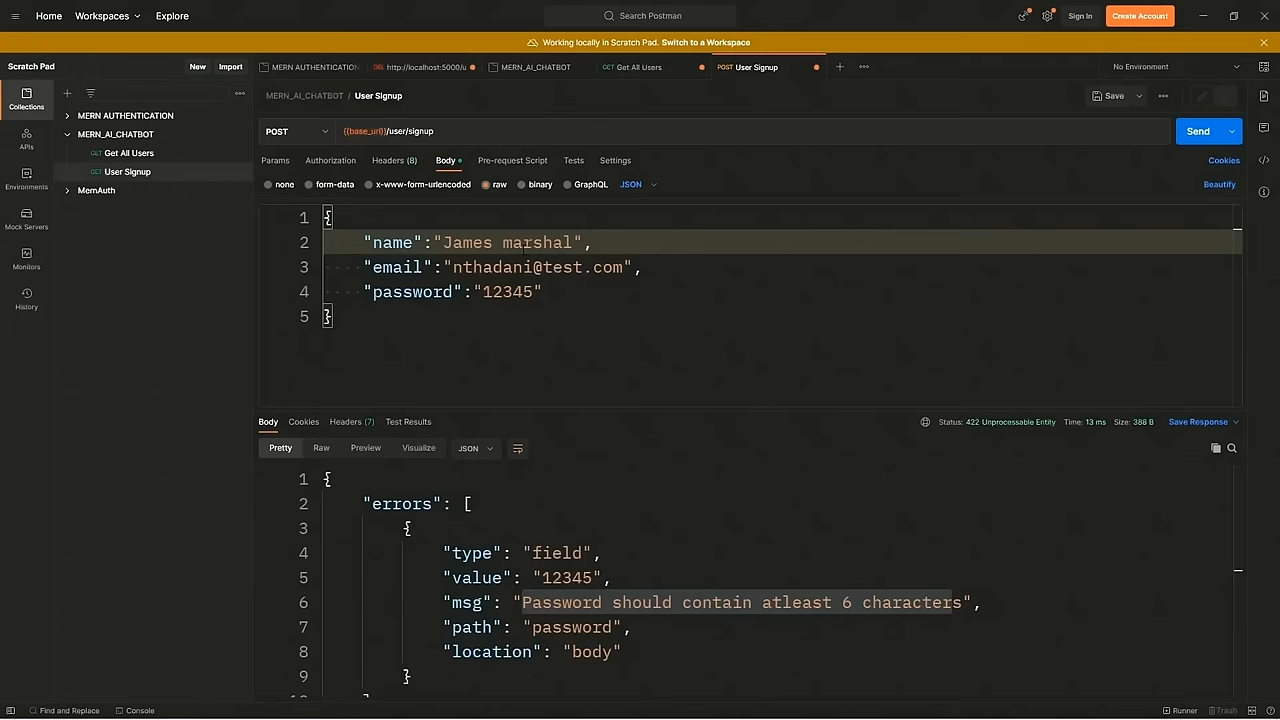 Home Workspaces Explore Search Postman Sign In Create Account
Working locally in Scratch Pad. Switch to a Workspace
Scratch Pad New Import MERN AUTHENTICATION DEL http://localhost:5000/u MERN_AI_CHATBOT GET Get All Users POST User Signup No Environment
Collections
APIs
Environments
Mock Servers
Monitors
History
MERN AUTHENTICATION
MERN_AI_CHATBOT
GET Get All Users
GET User Signup
MernAuth
MERN_AI_CHATBOT / User Signup Save
POST {{base_url}}/user/signup Send
Params Authorization Headers (8) Body Pre-request Script Tests Settings Cookies
none form-data x-www-form-urlencoded raw binary GraphQL JSON Beautify
1 {
2 "name":"James marshal",
3 "email":"nthadani@test.com",
4 "password":"12345"
5 }
Body Cookies Headers (7) Test Results Status: 422 Unprocessable Entity Time: 13 ms Size: 388 B Save Response
Pretty Raw Preview Visualize JSON
1 {
2 "errors": [
3 {
4 "type": "field",
5 "value": "12345",
6 "msg": "Password should contain atleast 6 characters",
7 "path": "password",
8 "location": "body"
9 }
Find and Replace Console Runner Trash